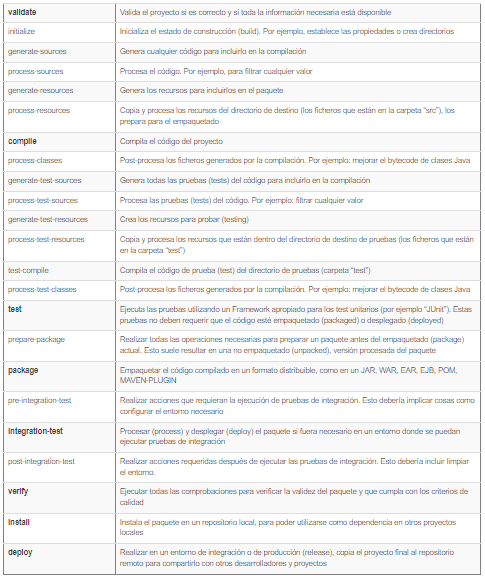 validate Valida el proyecto si es correcto y si toda la información necesaria está disponible
initialize Inicializa el estado de construcción (build). Por ejemplo, establece las propiedades o crea directorios
generate-sources Genera cualquier código para incluirlo en la compilación
process-sources Procesa el código. Por ejemplo, para filtrar cualquier valor
generate-resources Genera los recursos para incluirlos en el paquete
process-resources Copia y procesa los recursos del directorio de destino (los ficheros que están en la carpeta "src"), los
prepara para el empaquetado
compile Compila el código del proyecto
process-classes Post-procesa los ficheros generados por la compilación. Por ejemplo: mejorar el bytecode de clases Java
generate-test-sources Genera todas las pruebas (tests) del código para incluirlo en la compilación
process-test-sources Procesa las pruebas (tests) del código. Por ejemplo: filtrar cualquier valor
generate-test-resources Crea los recursos para probar (testing)
process-test-resources Copia y procesa los recursos que están dentro del directorio de destino de pruebas (los ficheros que están
en la carpeta "test")
test-compile Compila el código de prueba (test) del directorio de pruebas (carpeta "test")
process-test-classes Post-procesa los ficheros generados por la compilación. Por ejemplo: mejorar el bytecode de clases Java
test Ejecuta las pruebas utilizando un Framework apropiado para los test unitarios (por ejemplo "JUnit"). Estas
pruebas no deben requerir que el código esté empaquetado (packaged) o desplegado (deployed)
prepare-package Realizar todas las operaciones necesarias para preparar un paquete antes del empaquetado (package)
actual. Esto suele resultar en una no empaquetado (unpacked), versión procesada del paquete
package Empaquetar el código compilado en un formato distribuible, como en un JAR, WAR, EAR, EJB, POM,
MAVEN-PLUGIN
pre-integration-test Realizar acciones que requieran la ejecución de pruebas de integración. Esto debería implicar cosas como
configurar el entorno necesario
integration-test Procesar (process) y desplegar (deploy) el paquete si fuera necesario en un entorno donde se puedan
ejecutar pruebas de integración
post-integration-test Realizar acciones requeridas después de ejecutar las pruebas de integración. Esto debería incluir limpiar
el entorno.
verify Ejecutar todas las comprobaciones para verificar la validez del paquete y que cumpla con los criterios de
calidad
install Instala el paquete en un repositorio local, para poder utilizarse como dependencia en otros proyectos
locales
deploy Realizar en un entorno de integración o de producción (release), copia el proyecto final al repositorio
remoto para compartirlo con otros desarrolladores y proyectos